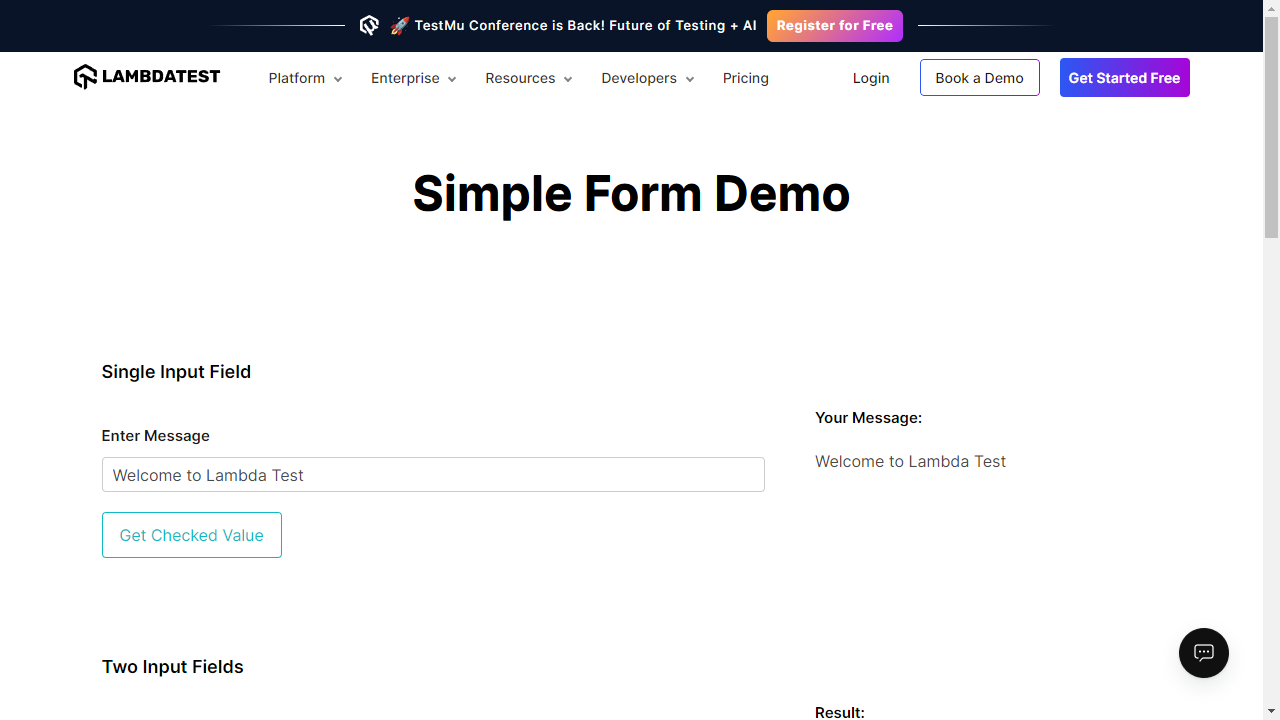 🚀 TestMu Conference is Back! Future of Testing + AI Register for Free
LAMBDATEST Platform Enterprise Resources Developers Pricing Login Book a Demo Get Started Free
Simple Form Demo
Single Input Field
Your Message:
Enter Message
Welcome to Lambda Test
Welcome to Lambda Test
Get Checked Value
Two Input Fields
Result: